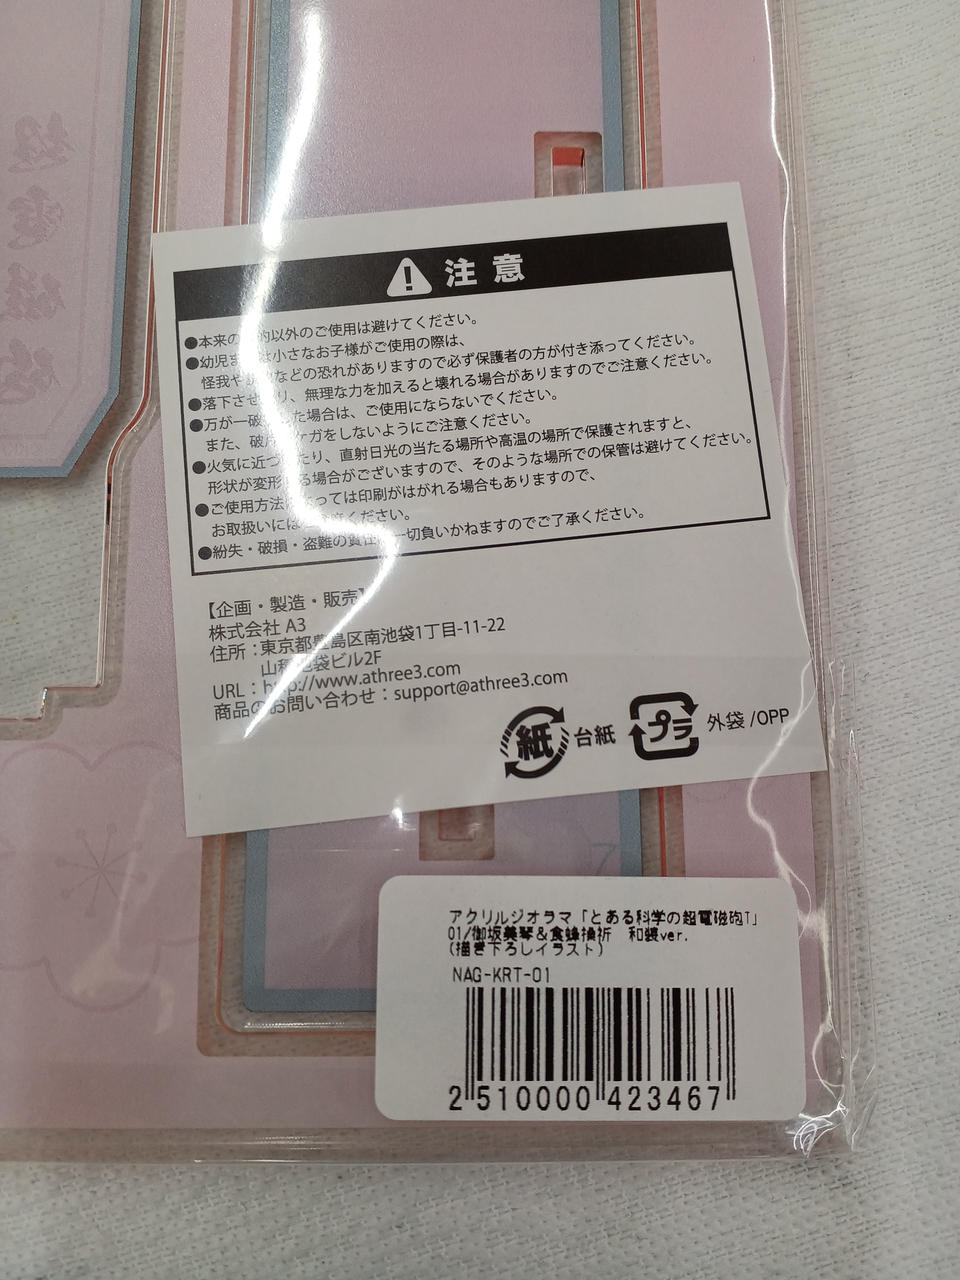 注意
●本来の的以外のご使用は避けてください。
●幼児まは小さなお子様がご使用の際は、
怪我やなどの恐れがありますので必ず保護者の方が付き添ってください。
●落下させり、無理な力を加えると壊れる場合がありますのでご注意ください。
●万が一破た場合は、ご使用にならないでください。
また、破片ケガをしないようにご注意ください。
●火気に近づたり、直射日光の当たる場所や高温の場所で保護されますと、
形状が変形る場合がございますので、そのような場所での保管は避けてください。
●ご使用方法よっては印刷がはがれる場合もありますので、
お取扱いにはください。
●紛失・破損・盗難の責任は一切負いかねますのでご了承ください。
【企画・製造・販売】
株式会社 A3
住所：東京都豊島区南池袋1丁目-11-22
山種池袋ビル2F
URL：http://www.athree3.com
商品のお問い合わせ：support@athree3.com
紙 台紙 プラ 外袋 /OPP
アクリルジオラマ「とある科学の超電磁砲T」
01/御坂美琴＆食蜂操祈 和装ver.
(描き下ろしイラスト)
NAG-KRT-01
2 510000 423467